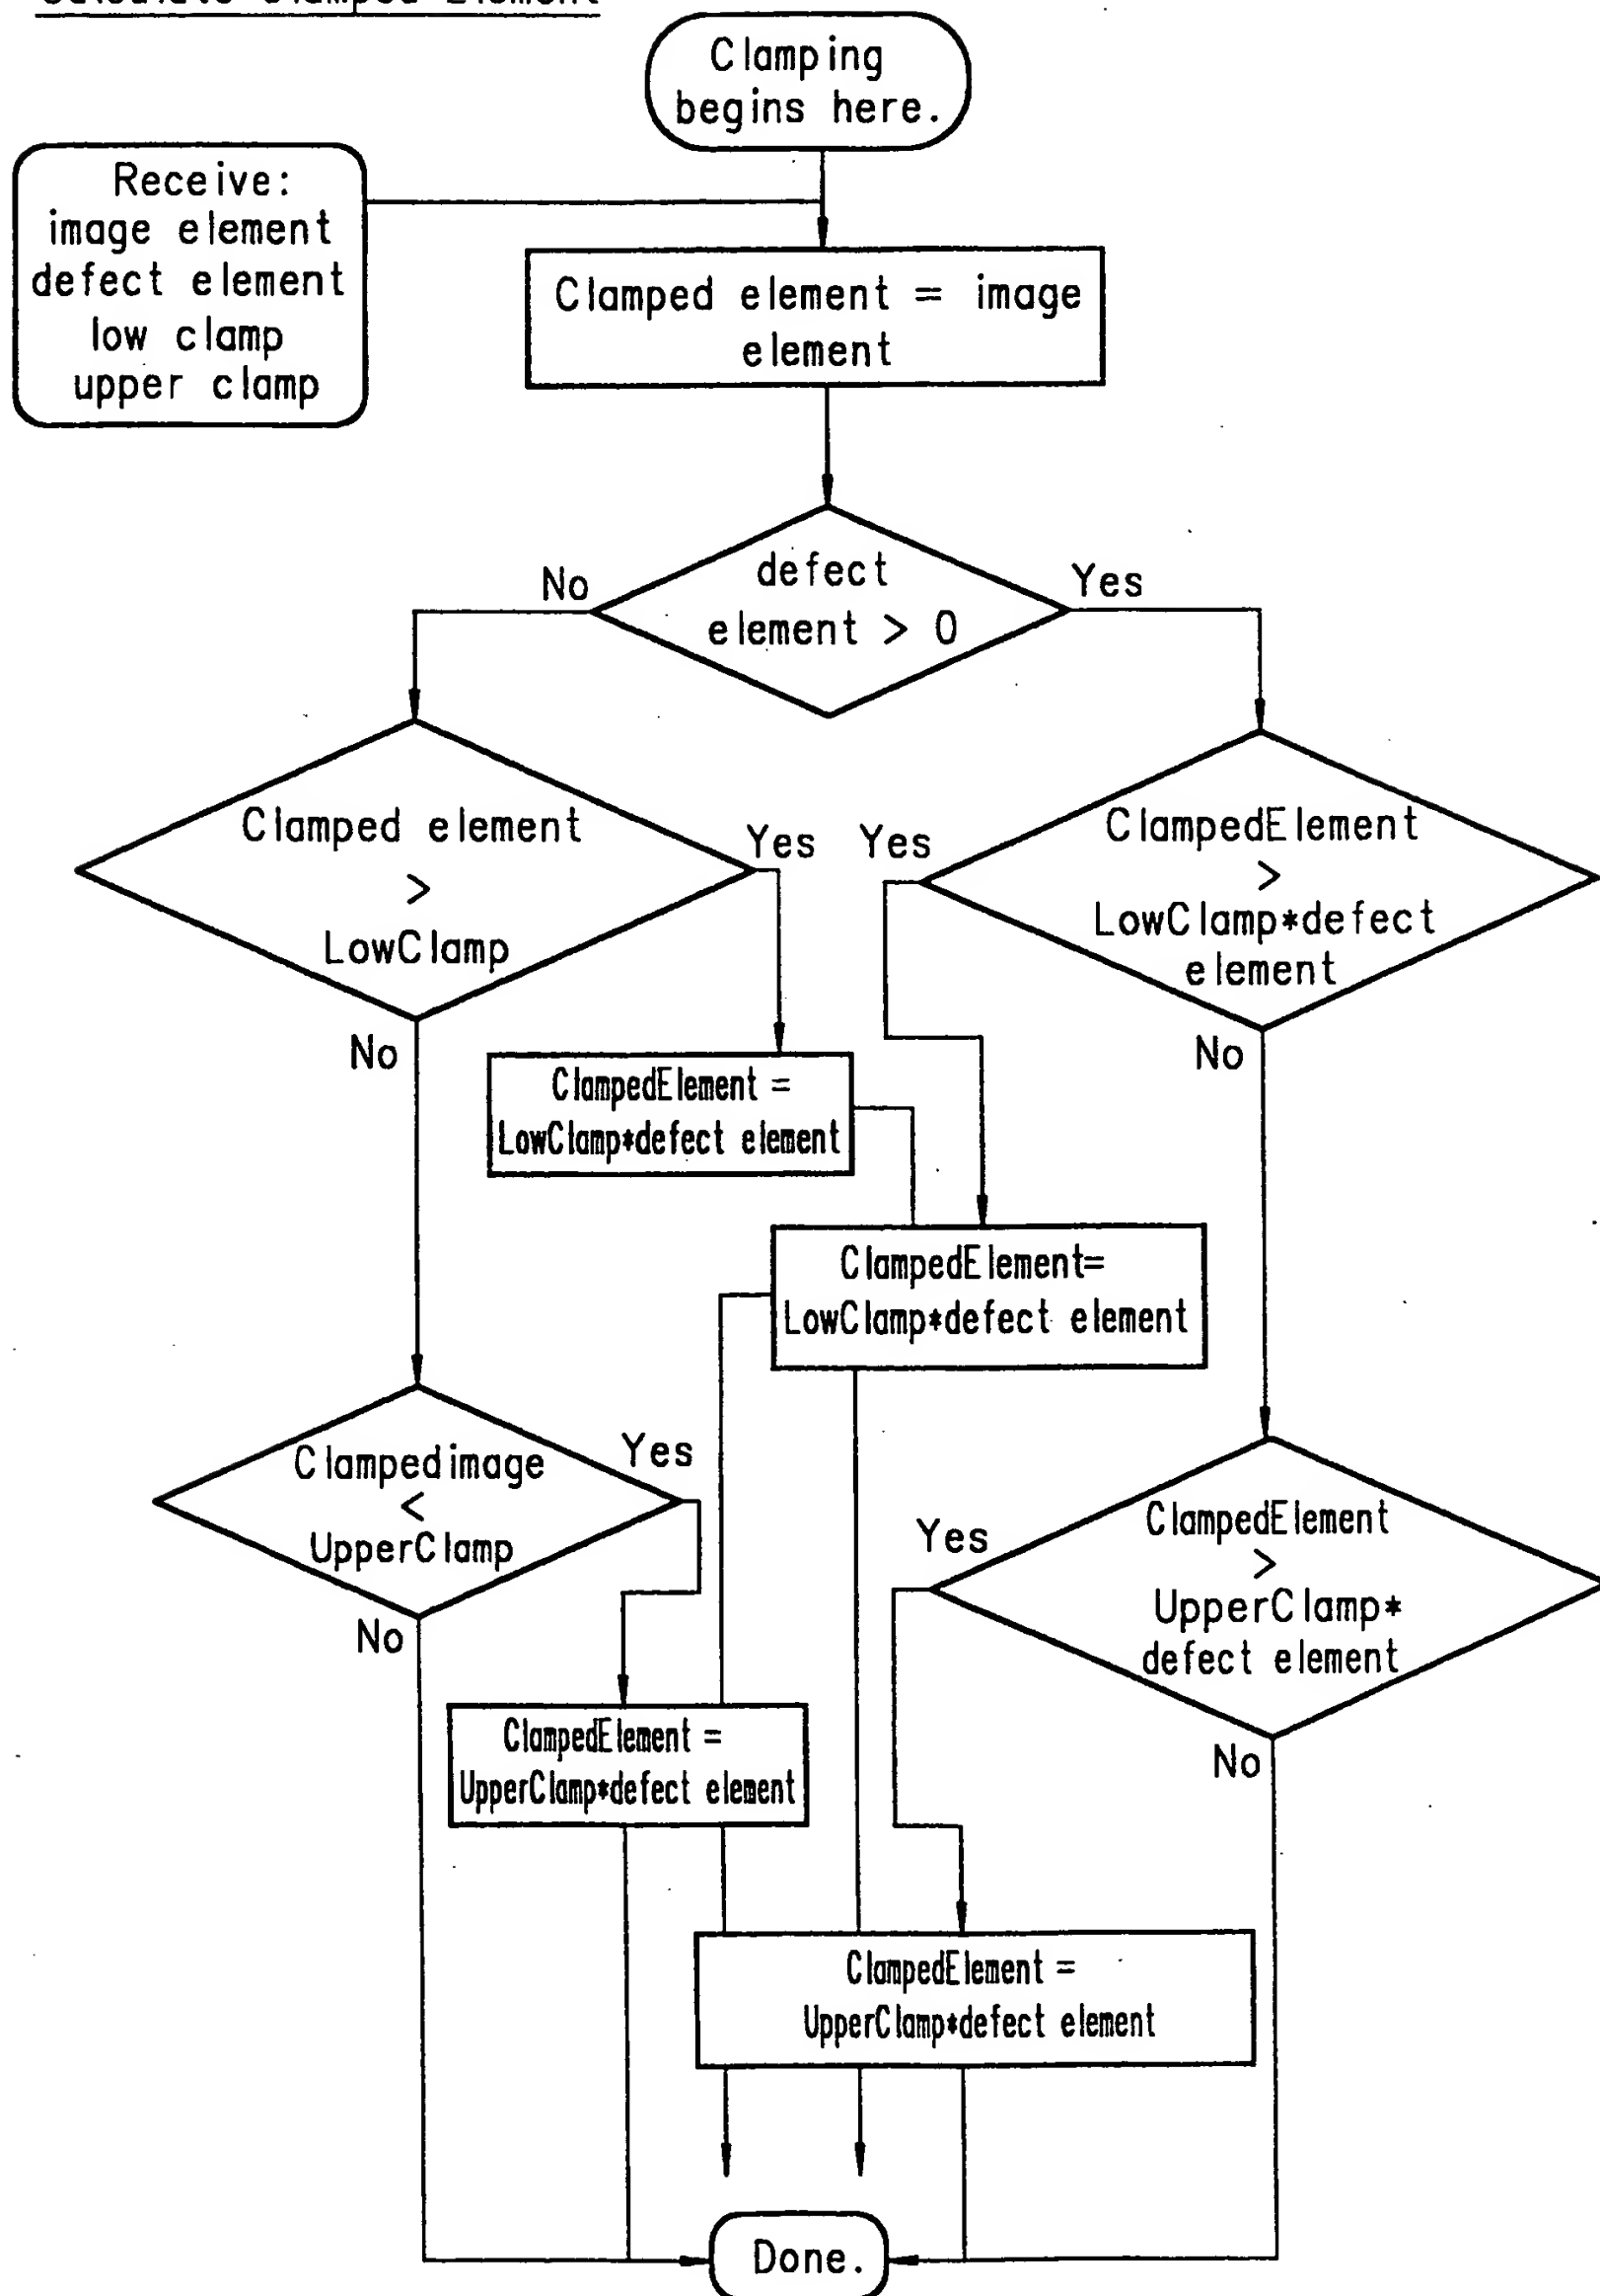 Calculate Clamped Element
Clamping
begins here.
Receive:
image element
defect element
low clamp
upper clamp
Clamped element = image
element
defect
element > 0
No
Yes
Clamped element
>
LowClamp
Yes
No
ClampedElement
>
LowClamp*defect
element
Yes
No
ClampedElement =
LowClamp*defect element
ClampedElement=
LowClamp*defect element
Clampedimage
<
UpperClamp
Yes
No
ClampedElement
>
UpperClamp*
defect element
Yes
No
ClampedElement =
UpperClamp*defect element
ClampedElement =
UpperClamp*defect element
Done.